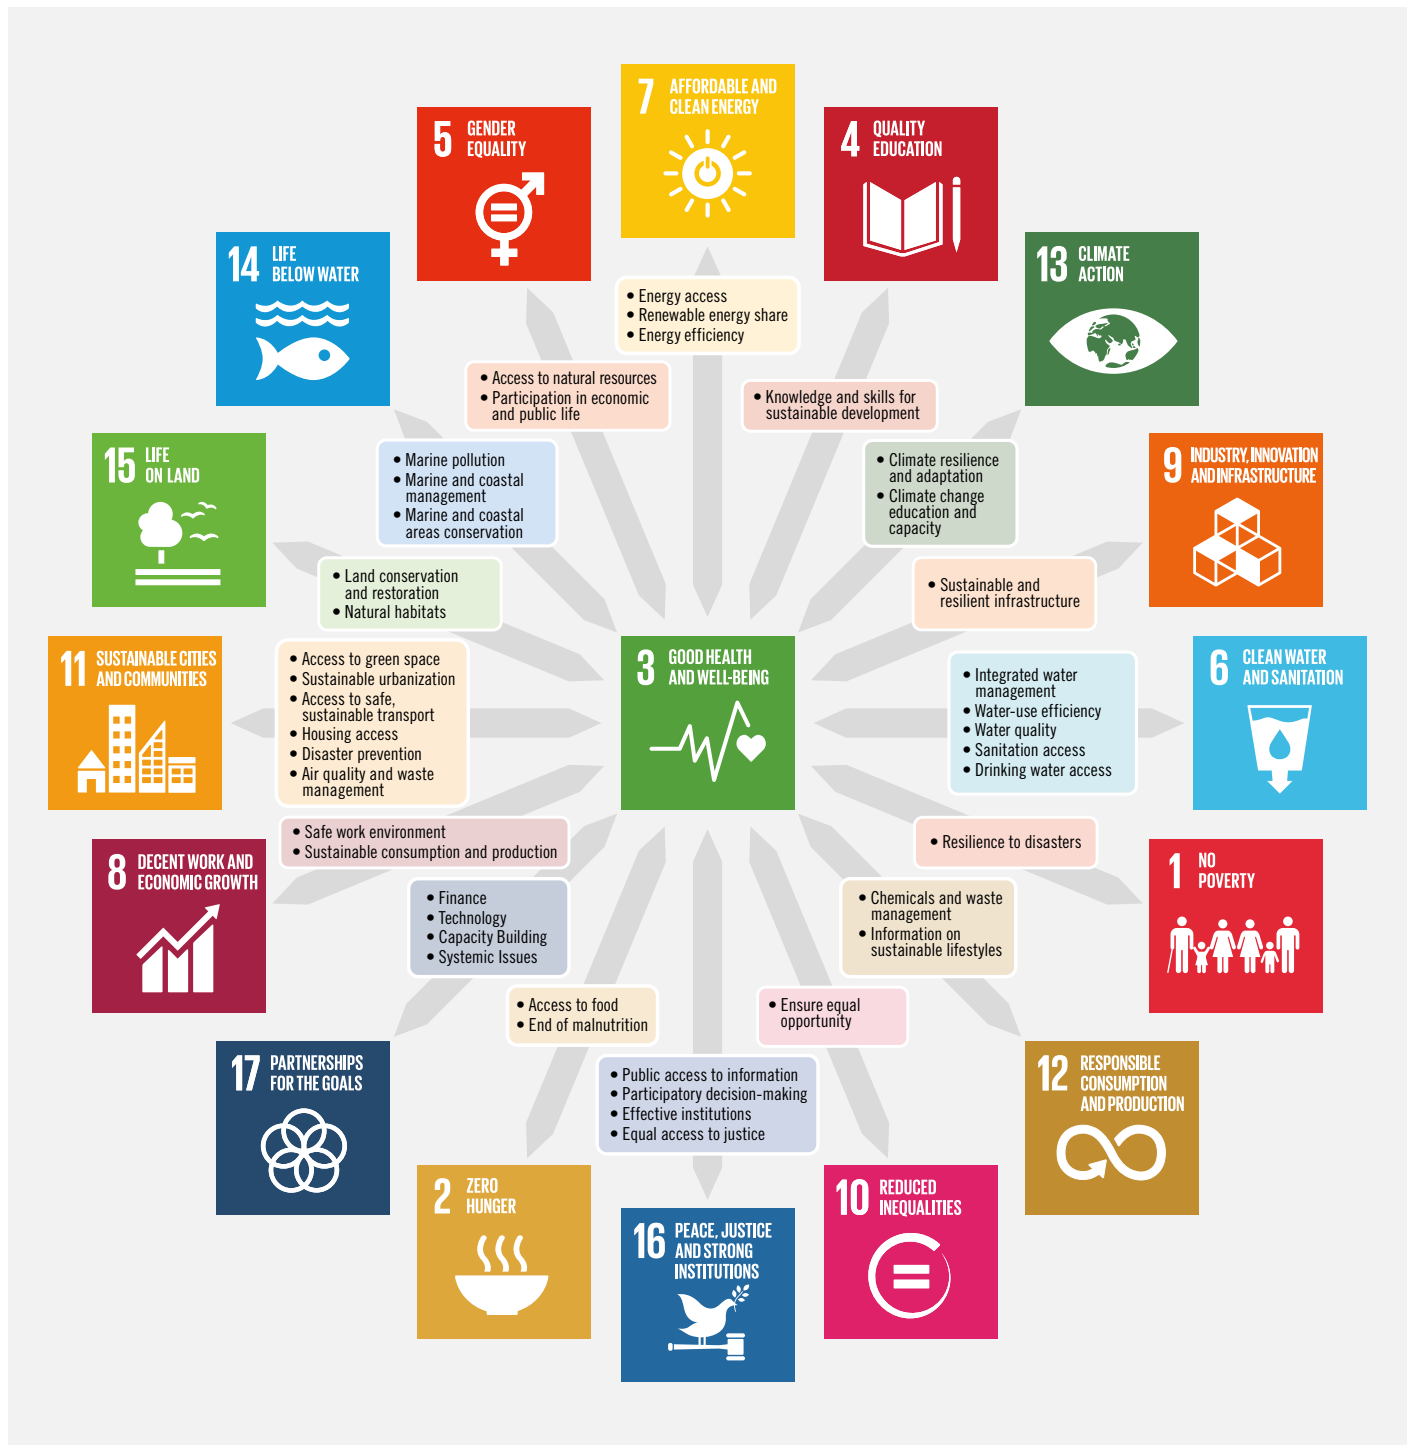 7 AFFORDABLE AND
CLEAN ENERGY
5 GENDER
EQUALITY
4 QUALITY
EDUCATION
14 LIFE
BELOW WATER
13 CLIMATE
ACTION
• Energy access
• Renewable energy share
• Energy efficiency
• Access to natural resources
• Participation in economic
and public life
• Knowledge and skills for
sustainable development
15 LIFE
ON LAND
• Marine pollution
• Marine and coastal
management
• Marine and coastal
areas conservation
• Climate resilience
and adaptation
• Climate change
education and
capacity
9 INDUSTRY, INNOVATION
AND INFRASTRUCTURE
• Land conservation
and restoration
• Natural habitats
• Sustainable and
resilient infrastructure
11 SUSTAINABLE CITIES
AND COMMUNITIES
• Access to green space
• Sustainable urbanization
• Access to safe,
sustainable transport
• Housing access
• Disaster prevention
• Air quality and waste
management
3 GOOD HEALTH
AND WELL-BEING
• Integrated water
management
• Water-use efficiency
• Water quality
• Sanitation access
• Drinking water access
6 CLEAN WATER
AND SANITATION
8 DECENT WORK AND
ECONOMIC GROWTH
• Safe work environment
• Sustainable consumption and production
• Resilience to disasters
1 NO
POVERTY
• Finance
• Technology
• Capacity Building
• Systemic Issues
• Chemicals and waste
management
• Information on
sustainable lifestyles
17 PARTNERSHIPS
FOR THE GOALS
• Access to food
• End of malnutrition
• Ensure equal
opportunity
12 RESPONSIBLE
CONSUMPTION
AND PRODUCTION
• Public access to information
• Participatory decision-making
• Effective institutions
• Equal access to justice
2 ZERO
HUNGER
16 PEACE, JUSTICE
AND STRONG
INSTITUTIONS
10 REDUCED
INEQUALITIES